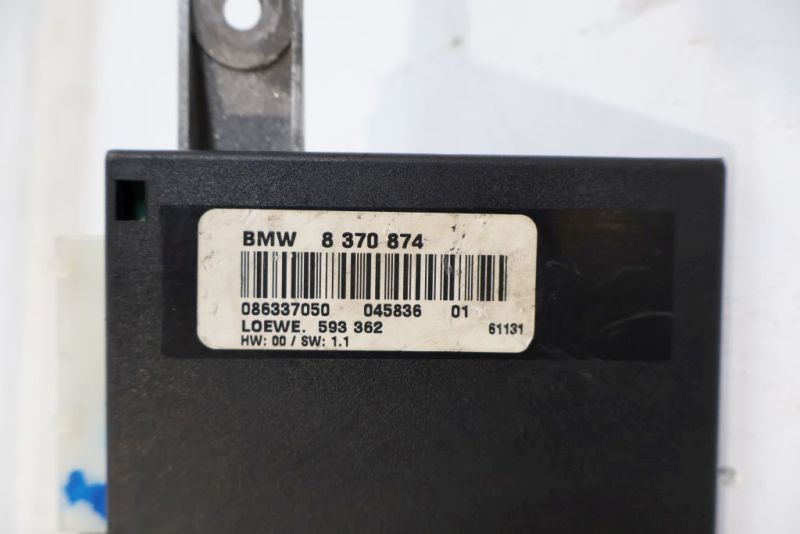 BMW 8 370 874
086337050 045836 01
LOEWE. 593 362 61131
HW: 00 / SW: 1.1